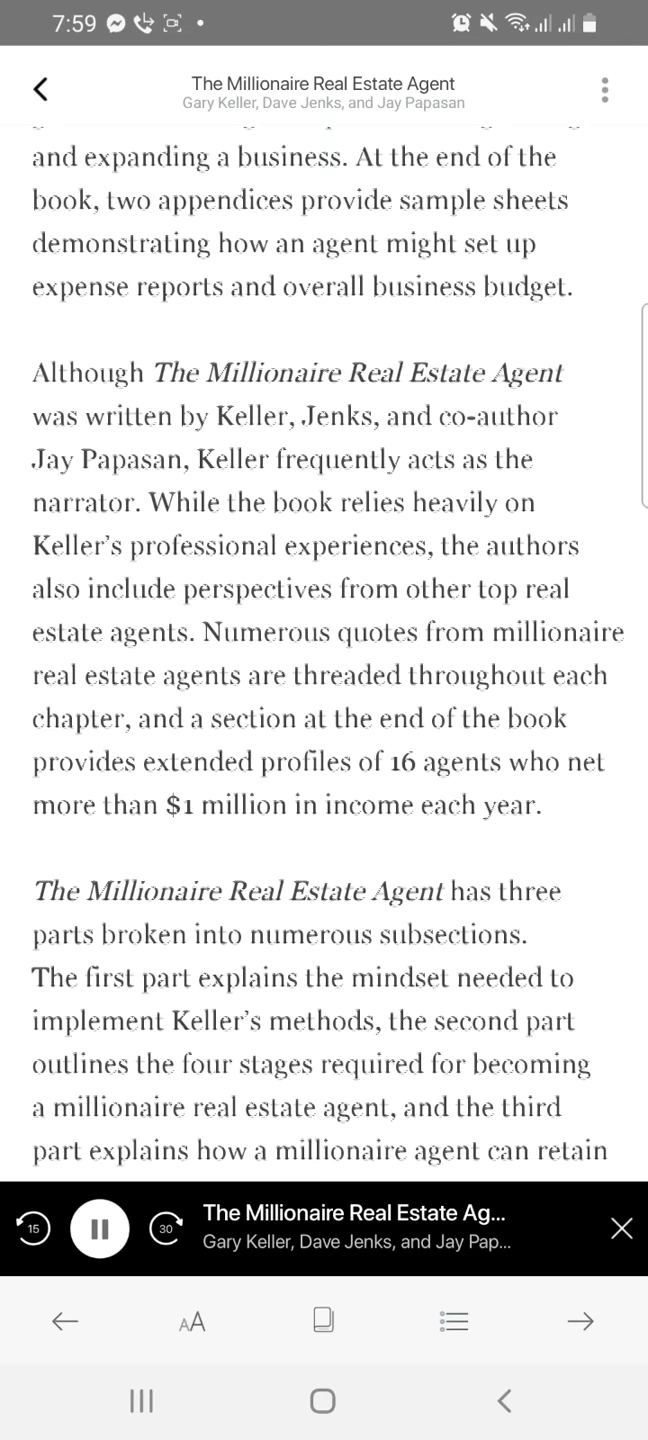 7:59
The Millionaire Real Estate Agent
Gary Keller, Dave Jenks, and Jay Papasan
and expanding a business. At the end of the
book, two appendices provide sample sheets
demonstrating how an agent might set up
expense reports and overall business budget.
Although The Millionaire Real Estate Agent
was written by Keller, Jenks, and co-author
Jay Papasan, Keller frequently acts as the
narrator. While the book relies heavily on
Keller's professional experiences, the authors
also include perspectives from other top real
estate agents. Numerous quotes from millionaire
real estate agents are threaded throughout each
chapter, and a section at the end of the book
provides extended profiles of 16 agents who net
more than $1 million in income each year.
The Millionaire Real Estate Agent has three
parts broken into numerous subsections.
The first part explains the mindset needed to
implement Keller's methods, the second part
outlines the four stages required for becoming
a millionaire real estate agent, and the third
part explains how a millionaire agent can retain
15
30
The Millionaire Real Estate Ag...
Gary Keller, Dave Jenks, and Jay Pap...
AA